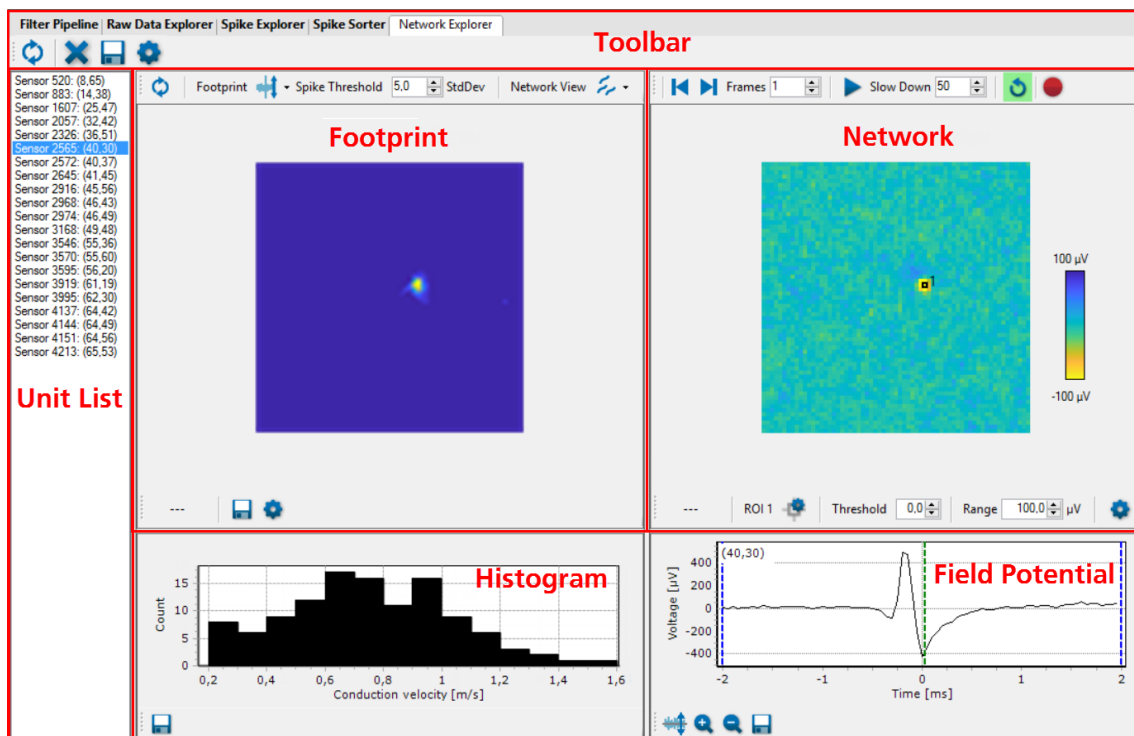 Filter Pipeline | Raw Data Explorer | Spike Explorer | Spike Sorter | Network Explorer
Toolbar
Sensor 520: (8,65)
Sensor 883: (14,38)
Sensor 1607: (25,47)
Sensor 2057: (32,42)
Sensor 2326: (36,51)
Sensor 2565: (40,30)
Sensor 2572: (40,37)
Sensor 2645: (41,45)
Sensor 2916: (45,56)
Sensor 2968: (46,43)
Sensor 2974: (46,49)
Sensor 3168: (49,48)
Sensor 3546: (55,36)
Sensor 3570: (55,60)
Sensor 3595: (56,20)
Sensor 3919: (61,19)
Sensor 3995: (62,30)
Sensor 4137: (64,42)
Sensor 4144: (64,49)
Sensor 4151: (64,56)
Sensor 4213: (65,53)
Unit List
Footprint Spike Threshold 5,0 StdDev Network View
Footprint
---
Frames 1 Slow Down 50
Network
1
100 µV
-100 µV
--- ROI 1 Threshold 0,0 Range 100,0 µV
Histogram
Count
15
10
5
0
0,2 0,4 0,6 0,8 1 1,2 1,4 1,6
Conduction velocity [m/s]
(40,30)
Field Potential
Voltage [µV]
400
200
0
-200
-400
-2 -1 0 1 2
Time [ms]